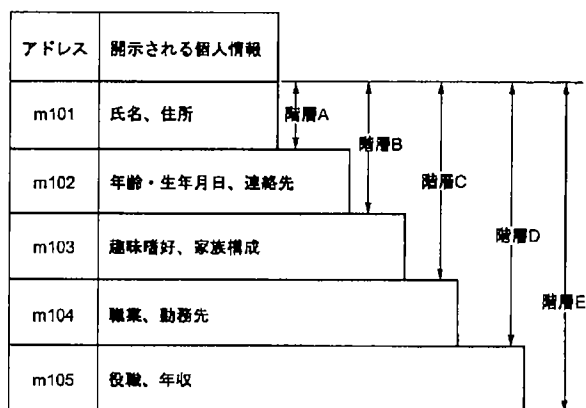 アドレス 開示される個人情報
m101 氏名、住所 階層A
階層B
m102 年齢・生年月日、連絡先 階層C
m103 趣味嗜好、家族構成 階層D
m104 職業、勤務先 階層E
m105 役職、年収